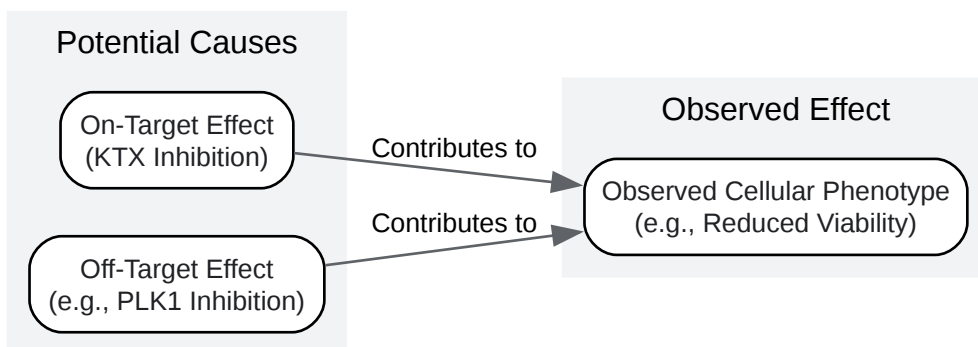 Potential Causes
On-Target Effect
(KTX Inhibition)
Off-Target Effect
(e.g., PLK1 Inhibition)
Contributes to
Contributes to
Observed Effect
Observed Cellular Phenotype
(e.g., Reduced Viability)